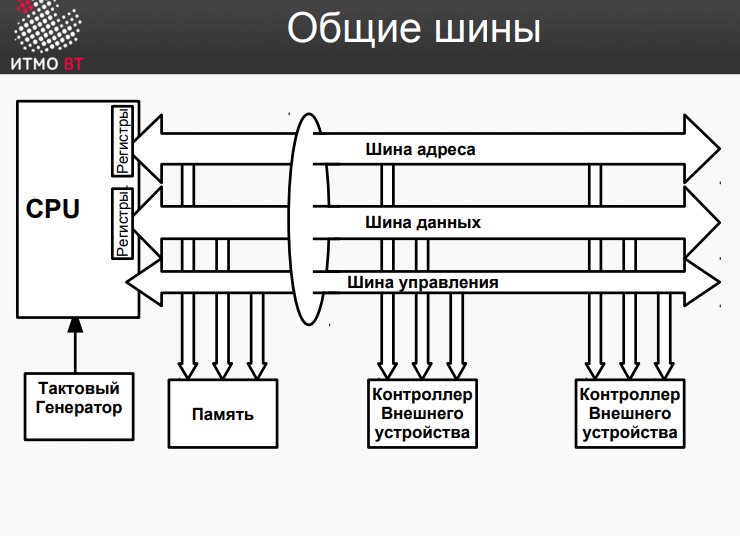 Общие шины
ИТМО ВТ
Регистры
Шина адреса
CPU
Регистры
Шина данных
Шина управления
Тактовый
Генератор
Память
Контроллер
Внешнего
устройства
Контроллер
Внешнего
устройства